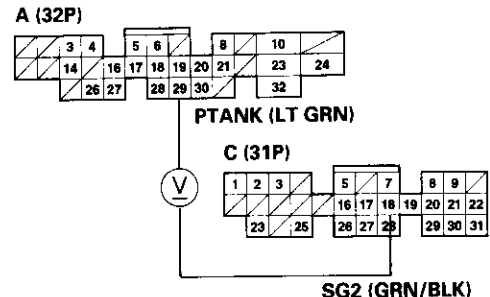 A (32P)
3 4 5 6 8 10
14 16 17 18 19 20 21 23 24
26 27 28 29 30 32
PTANK (LT GRN)
C (31P)
V
1 2 3 5 7 8 9
16 17 18 19 20 21 22
23 25 26 27 28 29 30 31
SG2 (GRN/BLK)